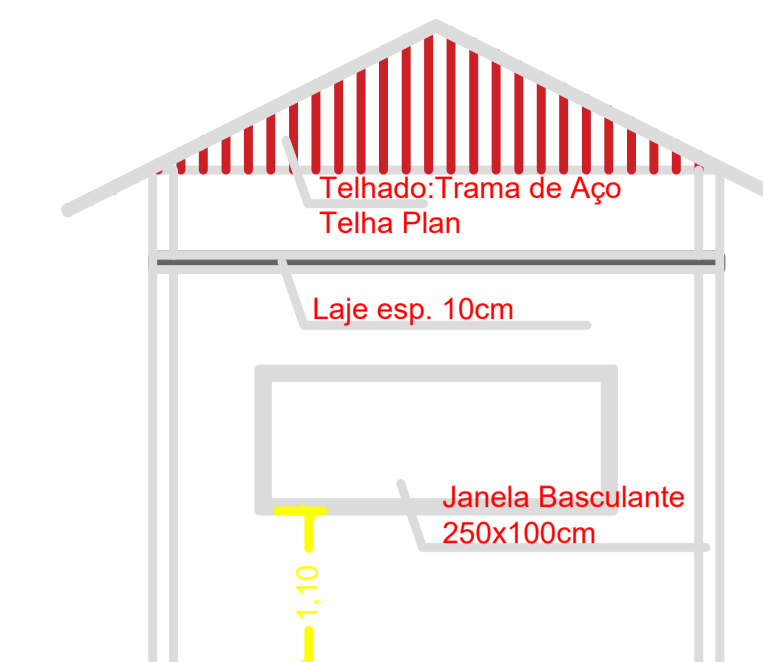 Telhado:Trama de Aço
Telha Plan
Laje esp. 10cm
Janela Basculante
250x100cm
1,10